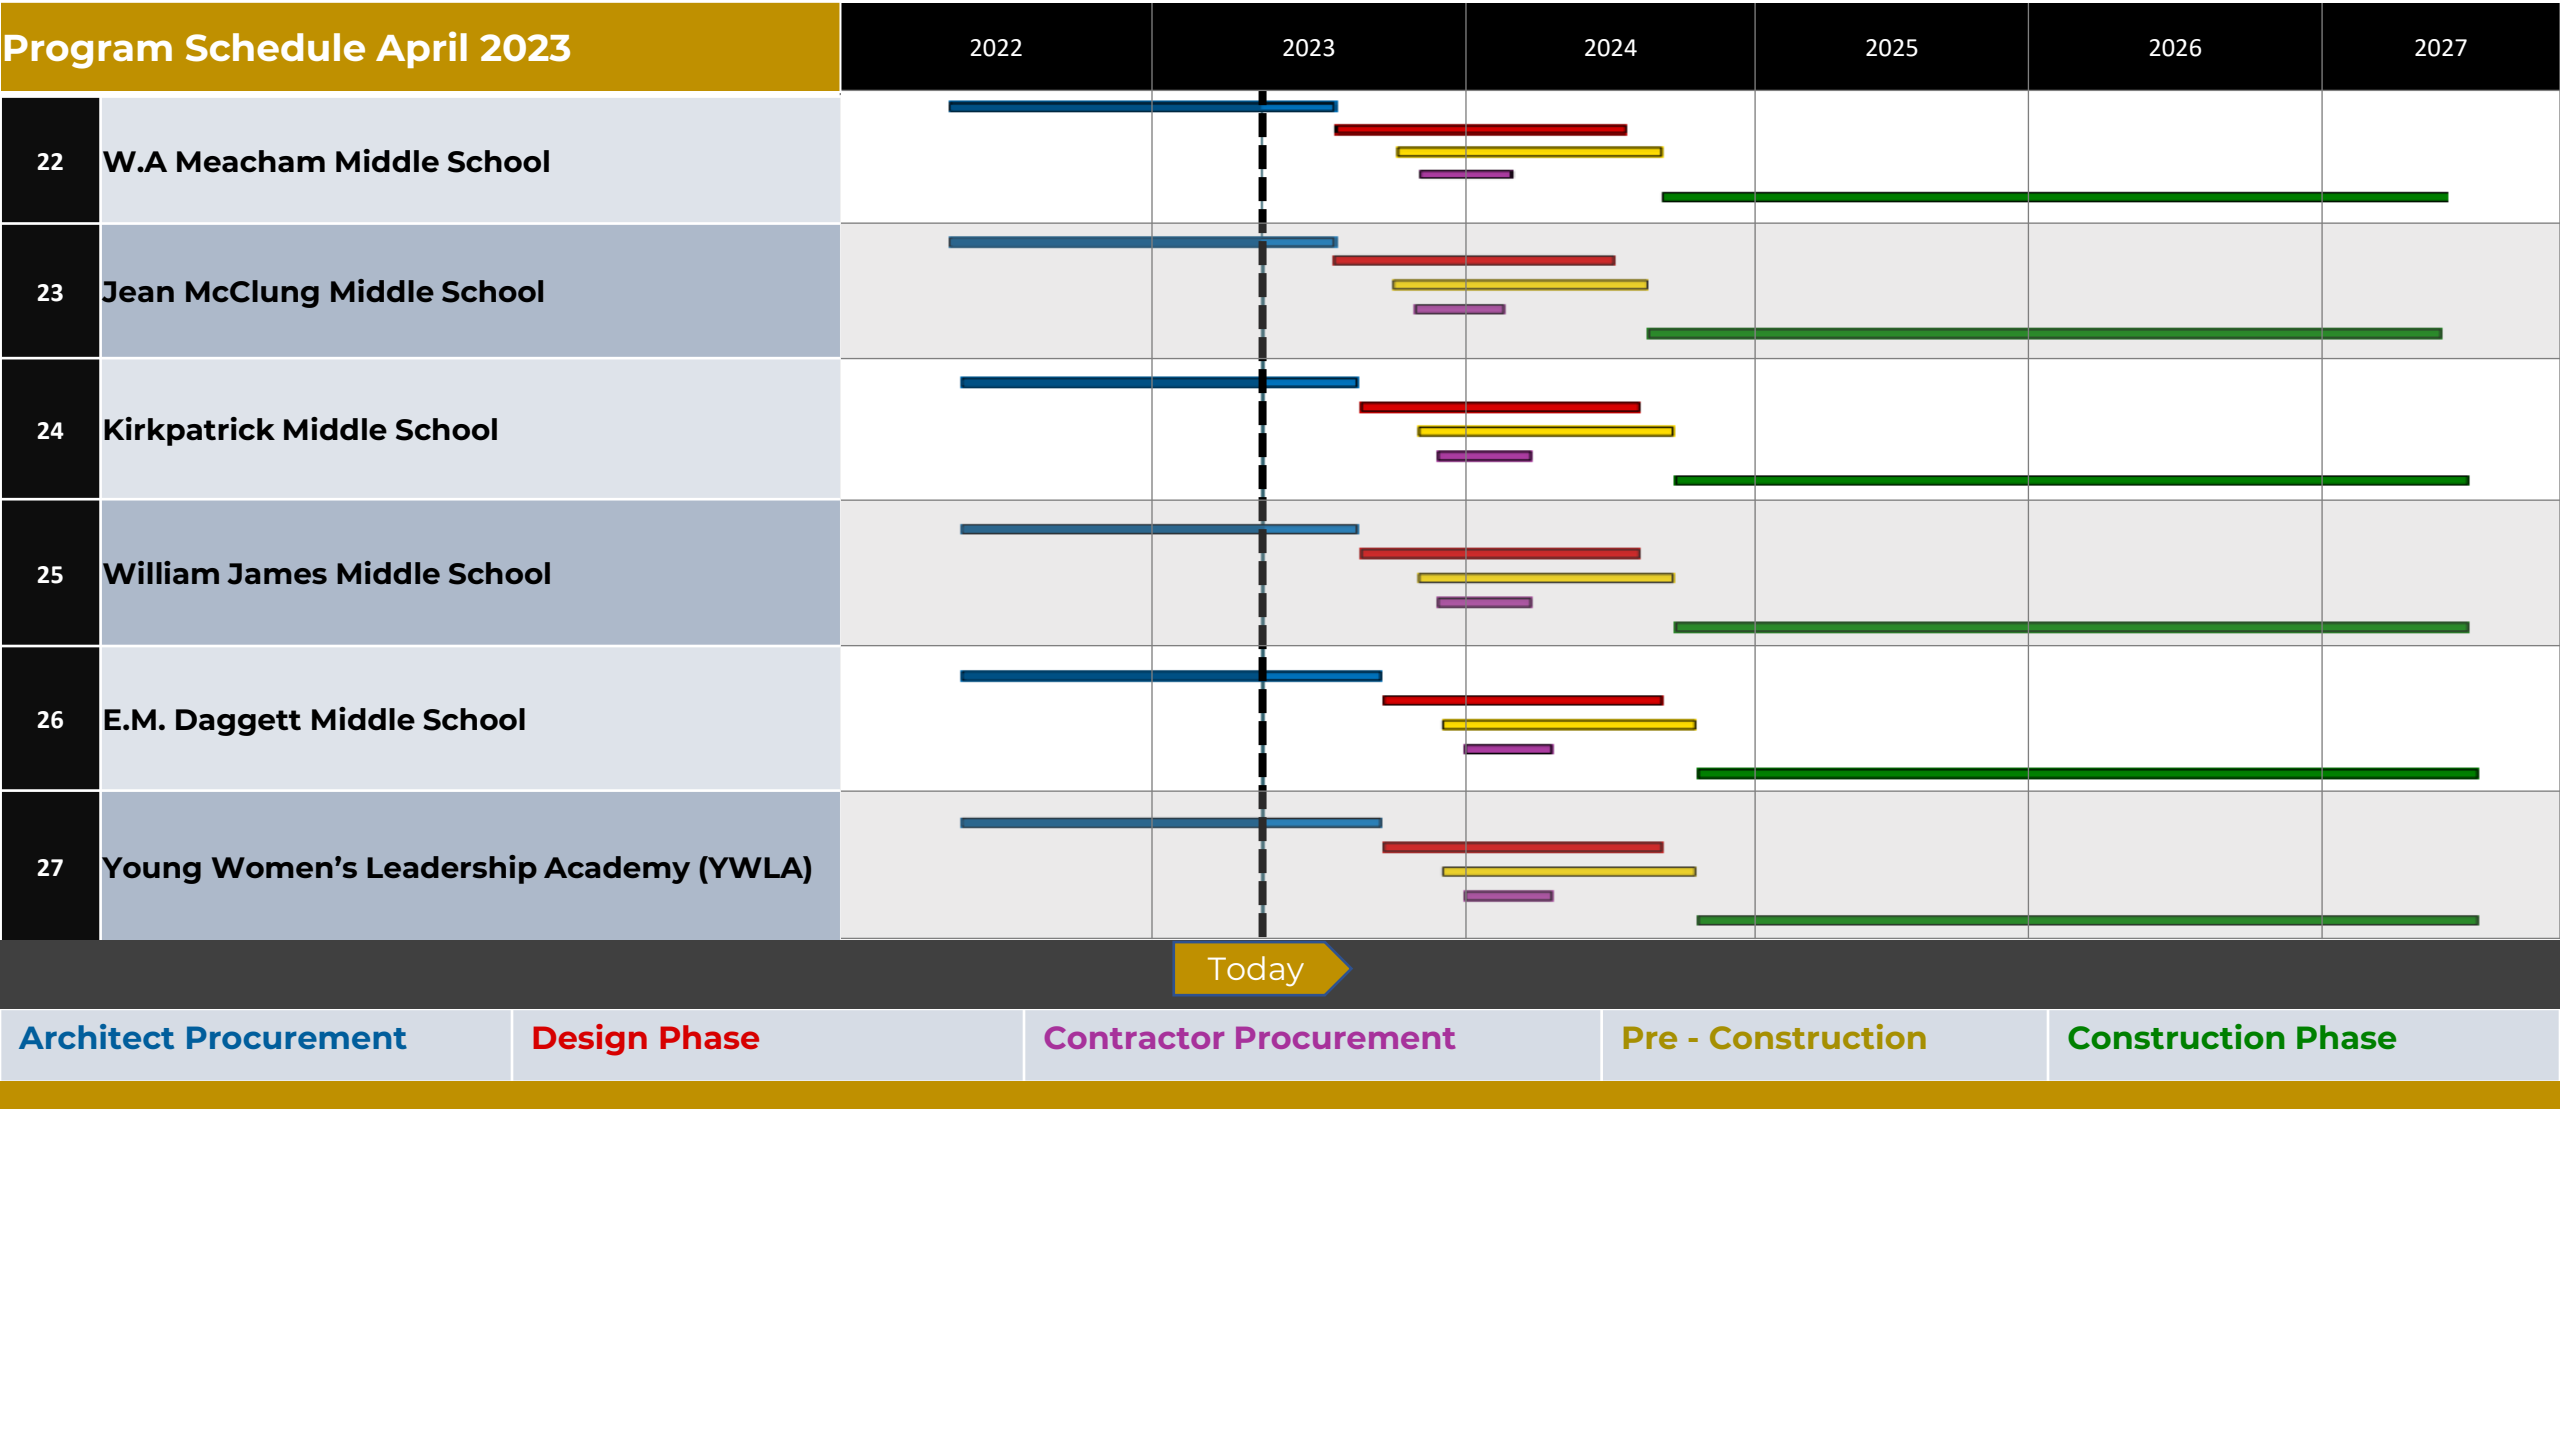 Program Schedule April 2023
2022
2023
2024
2025
2026
2027
22
W.A Meacham Middle School
23
Jean McClung Middle School
24
Kirkpatrick Middle School
25
William James Middle School
26
E.M. Daggett Middle School
27
Young Women’s Leadership Academy (YWLA)
Today
Architect Procurement
Design Phase
Contractor Procurement
Pre - Construction
Construction Phase